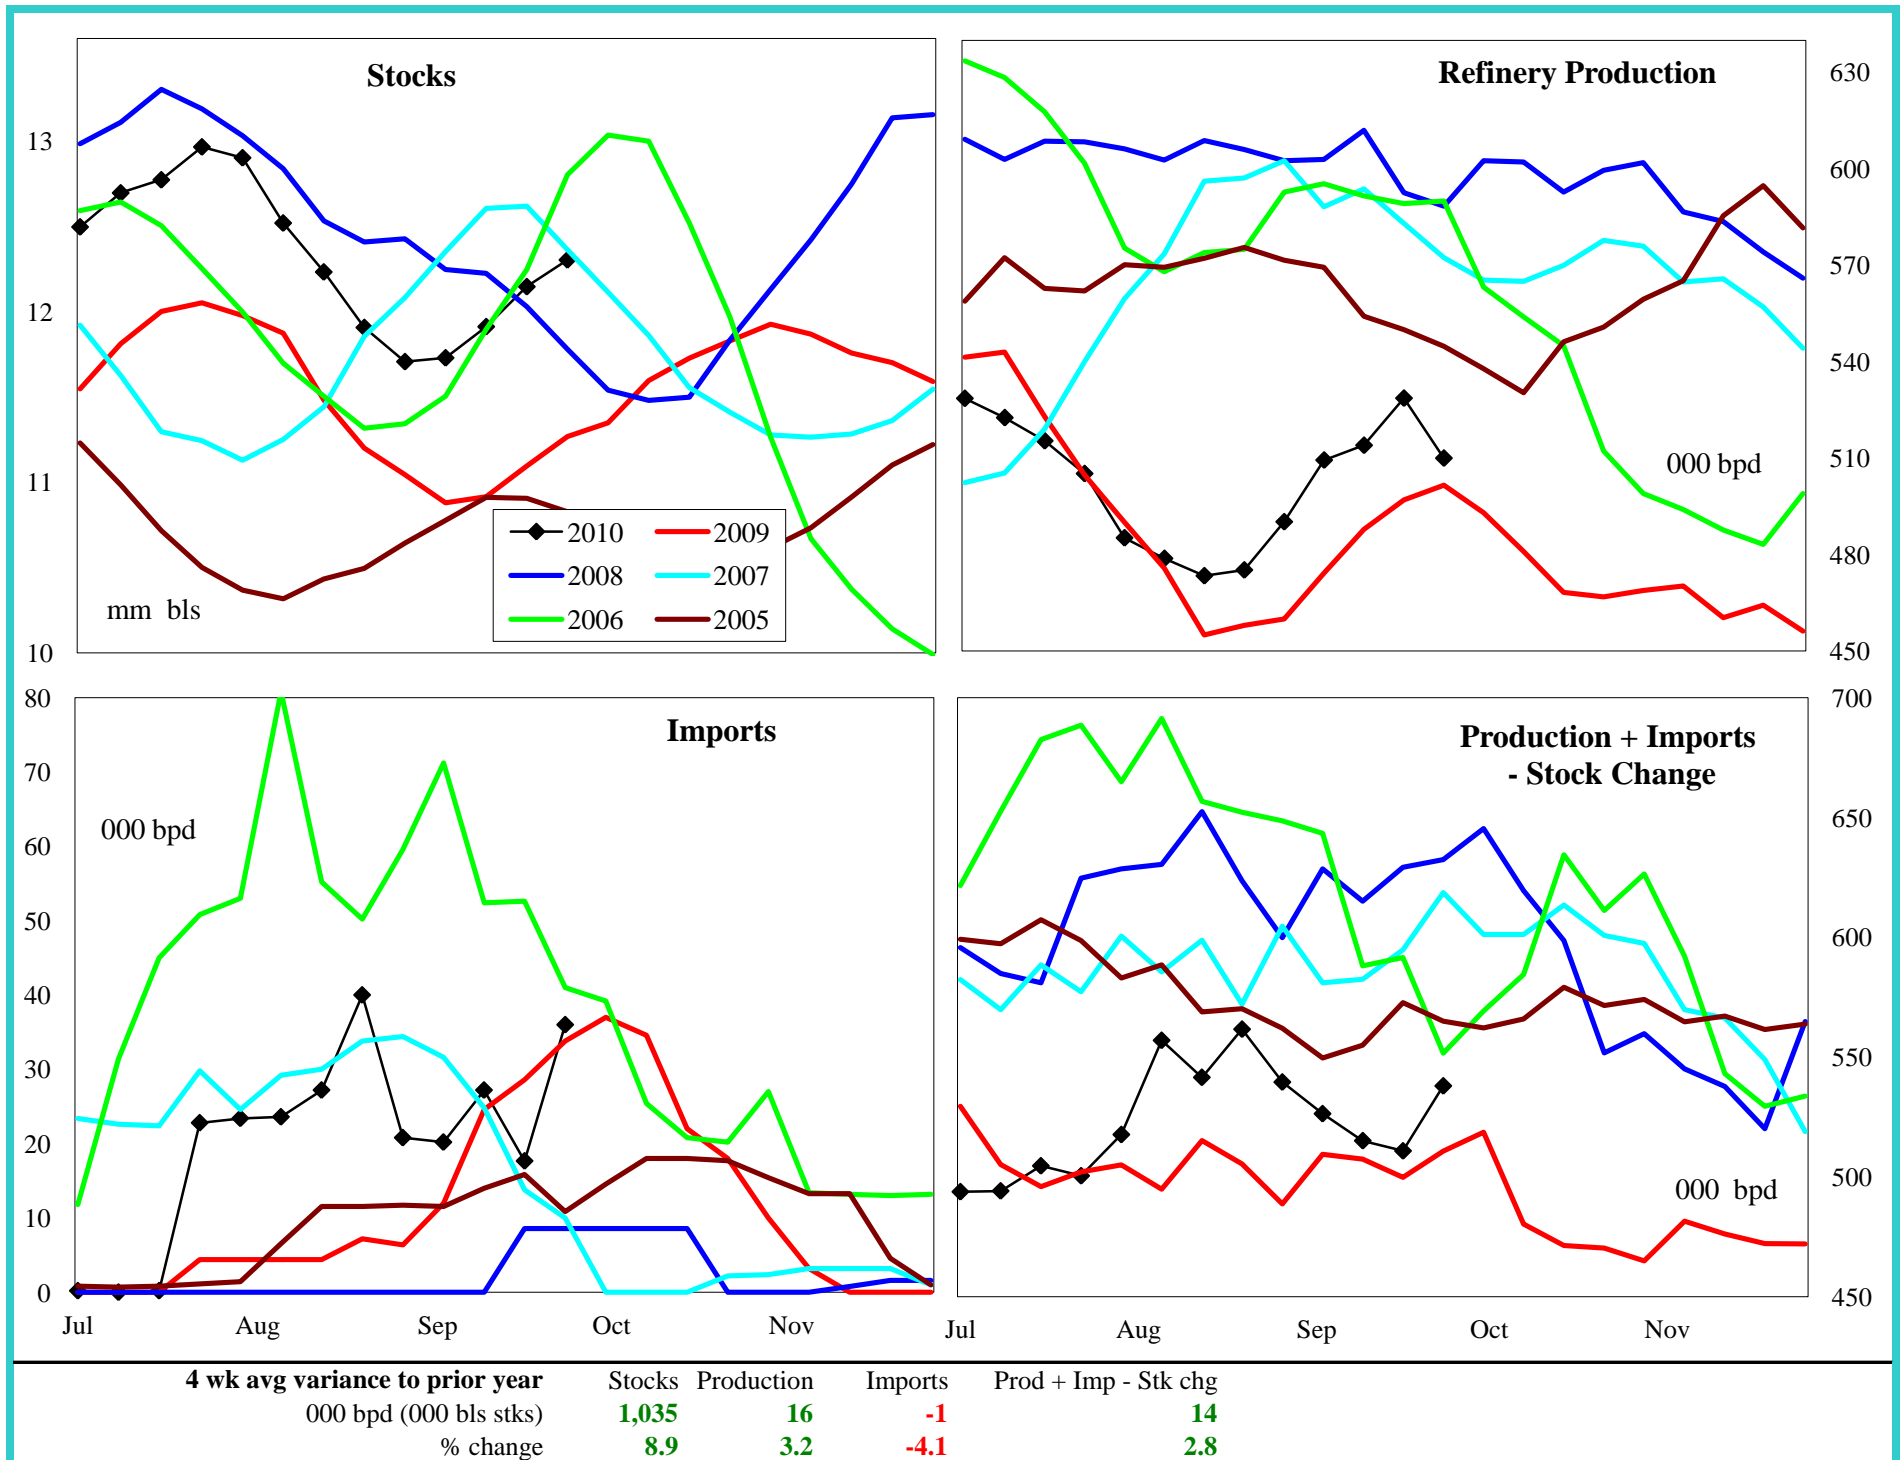 Stocks
13
12
11
10
mm bls
2010 2009
2008 2007
2006 2005
Refinery Production
630
600
570
540
510
480
450
000 bpd
Imports
80
70
60
50
40
30
20
10
0
000 bpd
Jul Aug Sep Oct Nov
Production + Imports
- Stock Change
700
650
600
550
500
450
000 bpd
Jul Aug Sep Oct Nov
4 wk avg variance to prior year Stocks Production Imports Prod + Imp - Stk chg
000 bpd (000 bls stks) 1,035 16 -1 14
% change 8.9 3.2 -4.1 2.8